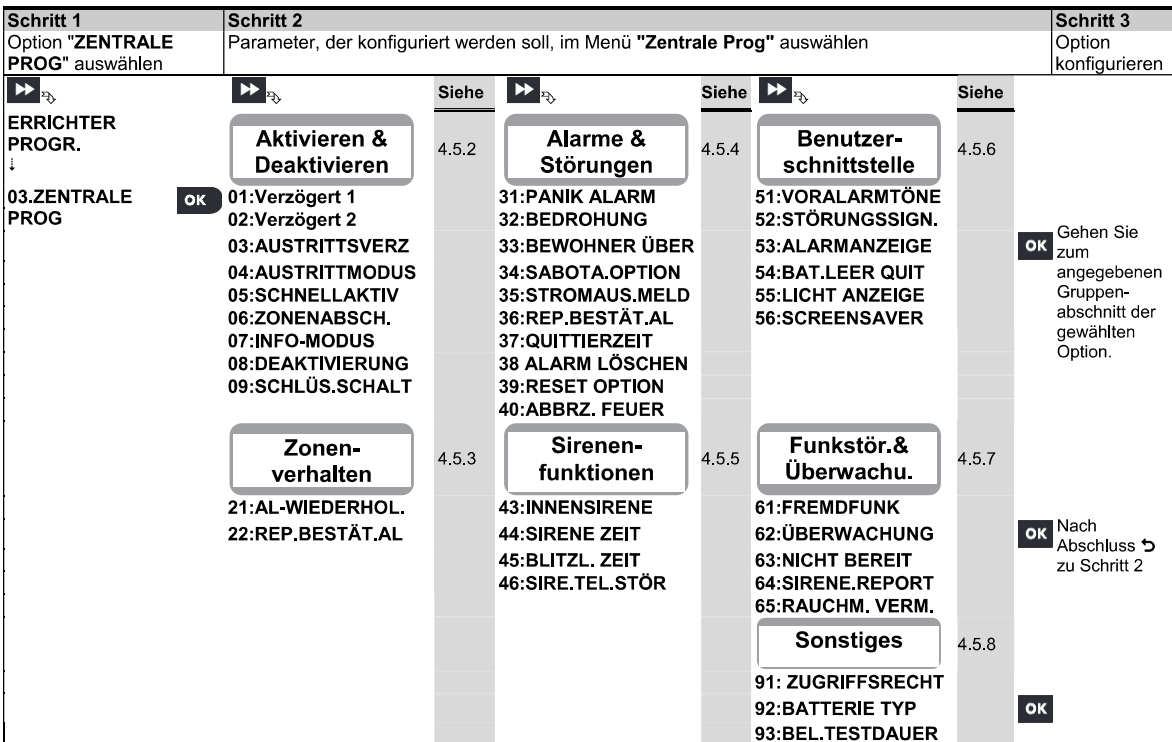 Schritt 1
Schritt 2
Schritt 3
Option "ZENTRALE
PROG" auswählen
Parameter, der konfiguriert werden soll, im Menü "Zentrale Prog" auswählen
Option
konfigurieren
Siehe
Siehe
Siehe
ERRICHTER
PROGR.
03.ZENTRALE
PROG
OK
Aktivieren &
Deaktivieren
4.5.2
01:Verzögert 1
02:Verzögert 2
03:AUSTRITTSVERZ
04:AUSTRITTMODUS
05:SCHNELLAKTIV
06:ZONENABSCH.
07:INFO-MODUS
08:DEAKTIVIERUNG
09:SCHLÜS.SCHALT
Zonen-
verhalten
4.5.3
21:AL-WIEDERHOL.
22:REP.BESTÄT.AL
Alarme &
Störungen
4.5.4
31:PANIK ALARM
32:BEDROHUNG
33:BEWOHNER ÜBER
34:SABOTA.OPTION
35:STROMAUS.MELD
36:REP.BESTÄT.AL
37:QUITTIERZEIT
38 ALARM LÖSCHEN
39:RESET OPTION
40:ABBRZ. FEUER
Sirenen-
funktionen
4.5.5
43:INNENSIRENE
44:SIRENE ZEIT
45:BLITZL. ZEIT
46:SIRE.TEL.STÖR
Benutzer-
schnittstelle
4.5.6
51:VORALARMTÖNE
52:STÖRUNGSSIGN.
53:ALARMANZEIGE
54:BAT.LEER QUIT
55:LICHT ANZEIGE
56:SCREENSAVER
Funkstör.&
Überwachu.
4.5.7
61:FREMDFUNK
62:ÜBERWACHUNG
63:NICHT BEREIT
64:SIRENE.REPORT
65:RAUCHM. VERM.
Sonstiges
4.5.8
91: ZUGRIFFSRECHT
92:BATTERIE TYP
93:BEL.TESTDAUER
OK
Gehen Sie
zum
angegebenen
Gruppen-
abschnitt der
gewählten
Option.
OK
Nach
Abschluss ➲
zu Schritt 2
OK